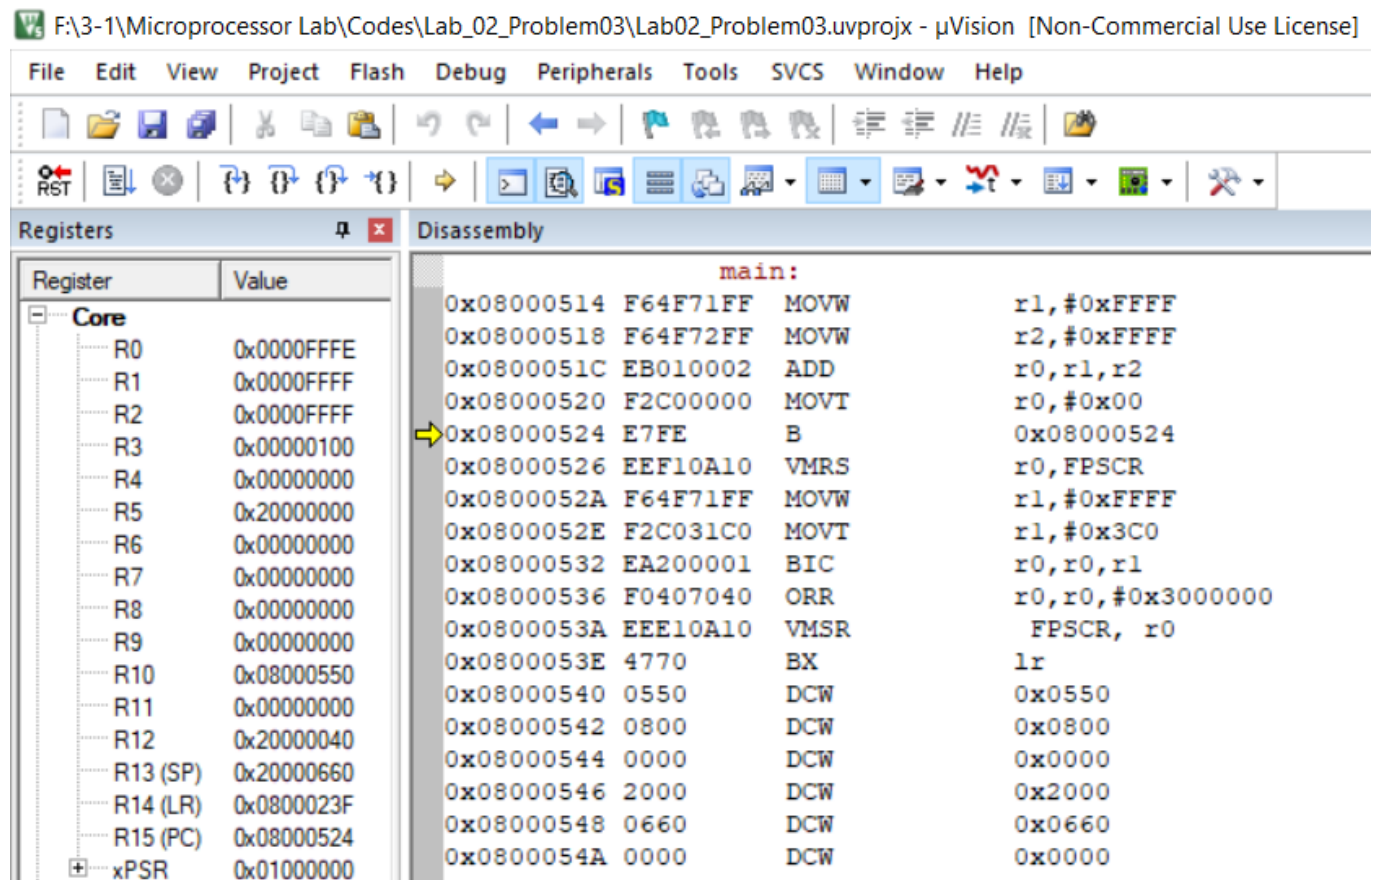 F:\3-1\Microprocessor Lab\Codes\Lab_02_Problem03\Lab02_Problem03.uvprojx - µVision [Non-Commercial Use License]
File Edit View Project Flash Debug Peripherals Tools SVCS Window Help
RST {} {} {} {} t
Registers
Register Value
Core
R0 0x0000FFFE
R1 0x0000FFFF
R2 0x0000FFFF
R3 0x00000100
R4 0x00000000
R5 0x20000000
R6 0x00000000
R7 0x00000000
R8 0x00000000
R9 0x00000000
R10 0x08000550
R11 0x00000000
R12 0x20000040
R13 (SP) 0x20000660
R14 (LR) 0x0800023F
R15 (PC) 0x08000524
xPSR 0x01000000
Disassembly
main:
0x08000514 F64F71FF MOVW r1,#0xFFFF
0x08000518 F64F72FF MOVW r2,#0xFFFF
0x0800051C EB010002 ADD r0,r1,r2
0x08000520 F2C00000 MOVT r0,#0x00
0x08000524 E7FE B 0x08000524
0x08000526 EEF10A10 VMRS r0,FPSCR
0x0800052A F64F71FF MOVW r1,#0xFFFF
0x0800052E F2C031C0 MOVT r1,#0x3C0
0x08000532 EA200001 BIC r0,r0,r1
0x08000536 F0407040 ORR r0,r0,#0x3000000
0x0800053A EEE10A10 VMSR FPSCR, r0
0x0800053E 4770 BX lr
0x08000540 0550 DCW 0x0550
0x08000542 0800 DCW 0x0800
0x08000544 0000 DCW 0x0000
0x08000546 2000 DCW 0x2000
0x08000548 0660 DCW 0x0660
0x0800054A 0000 DCW 0x0000